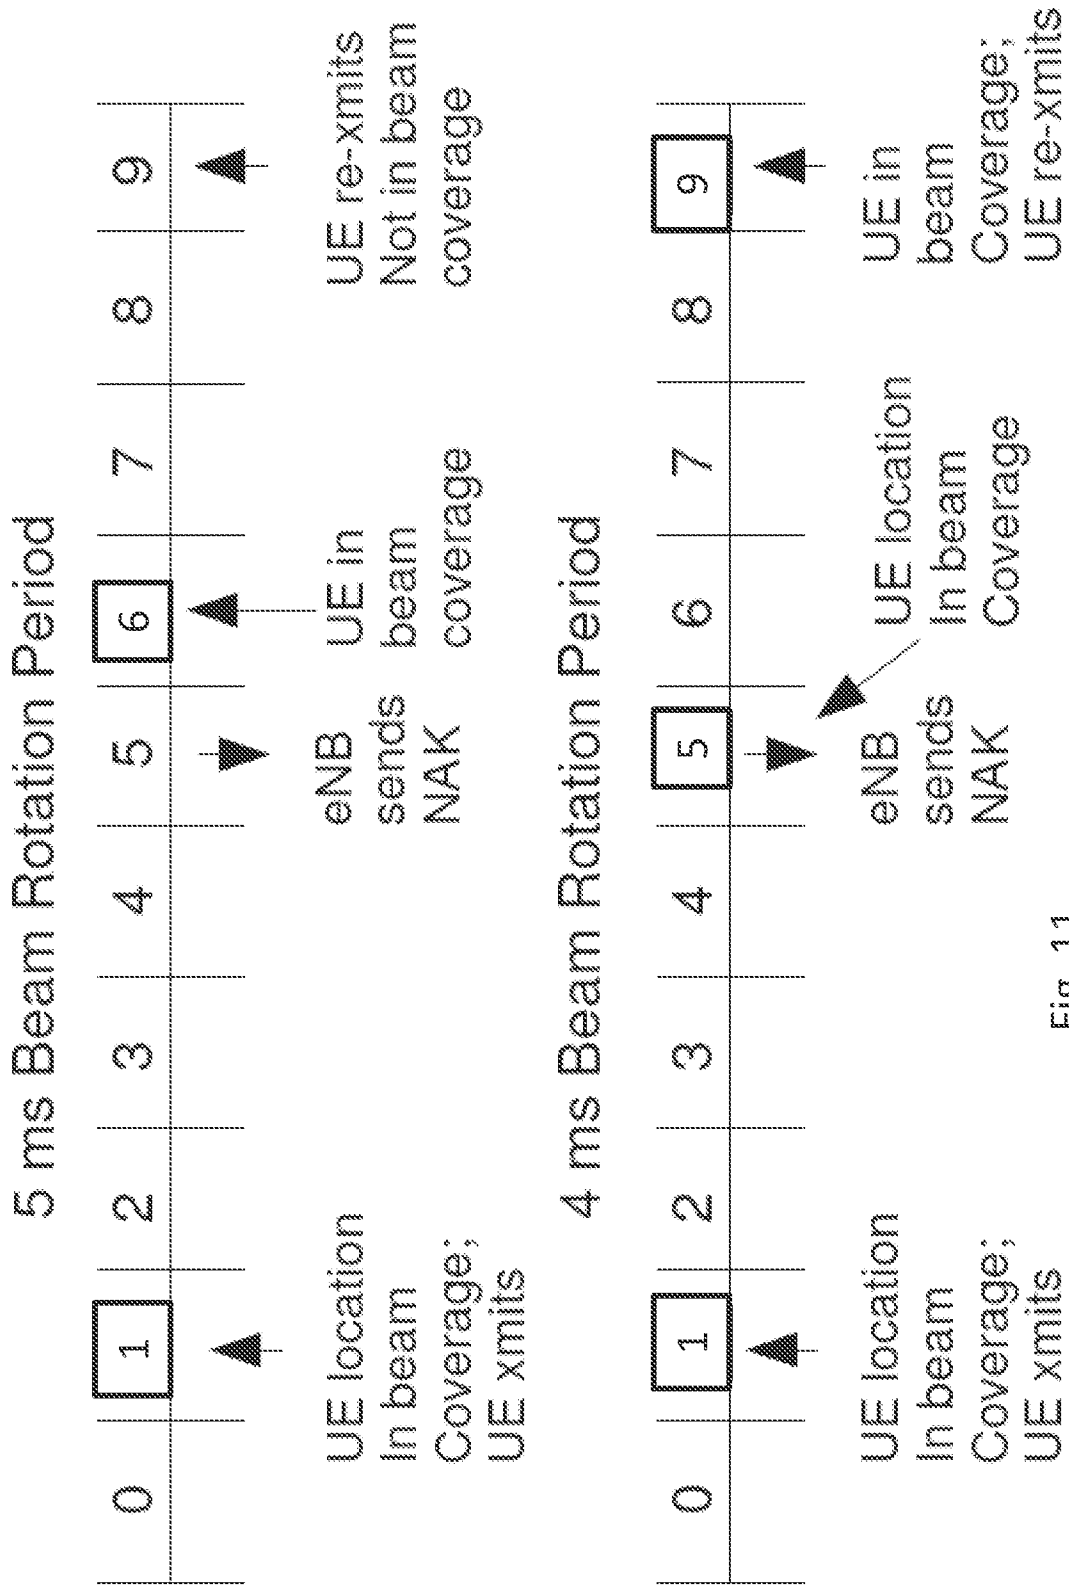 5 ms Beam Rotation Period
0 1 2 3 4 5 6 7 8 9
UE location
In beam
Coverage;
UE xmits
eNB
sends
NAK
UE in
beam
coverage
UE re-xmits
Not in beam
coverage
4 ms Beam Rotation Period
0 1 2 3 4 5 6 7 8 9
UE location
In beam
Coverage;
UE xmits
eNB
sends
NAK
UE location
In beam
Coverage
UE in
beam
Coverage;
UE re-xmits
Fig. 11